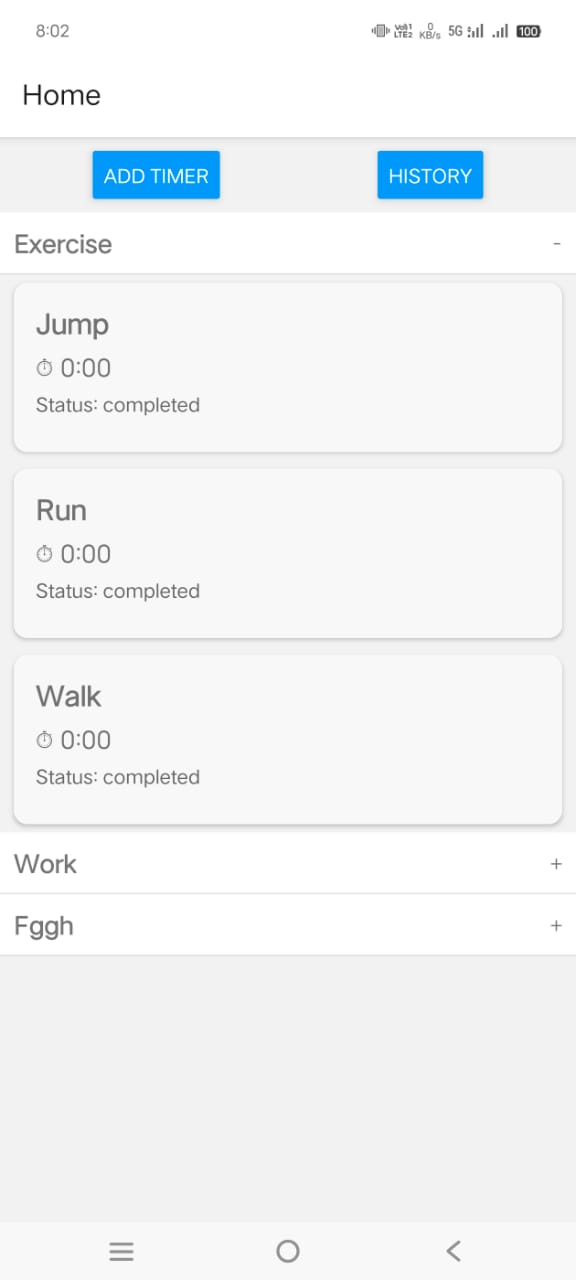 8:02
Vo) 1 LTE2 0 KB/s 5G 100
Home
ADD TIMER HISTORY
Exercise -
Jump
⏱ 0:00
Status: completed
Run
⏱ 0:00
Status: completed
Walk
⏱ 0:00
Status: completed
Work +
Fggh +